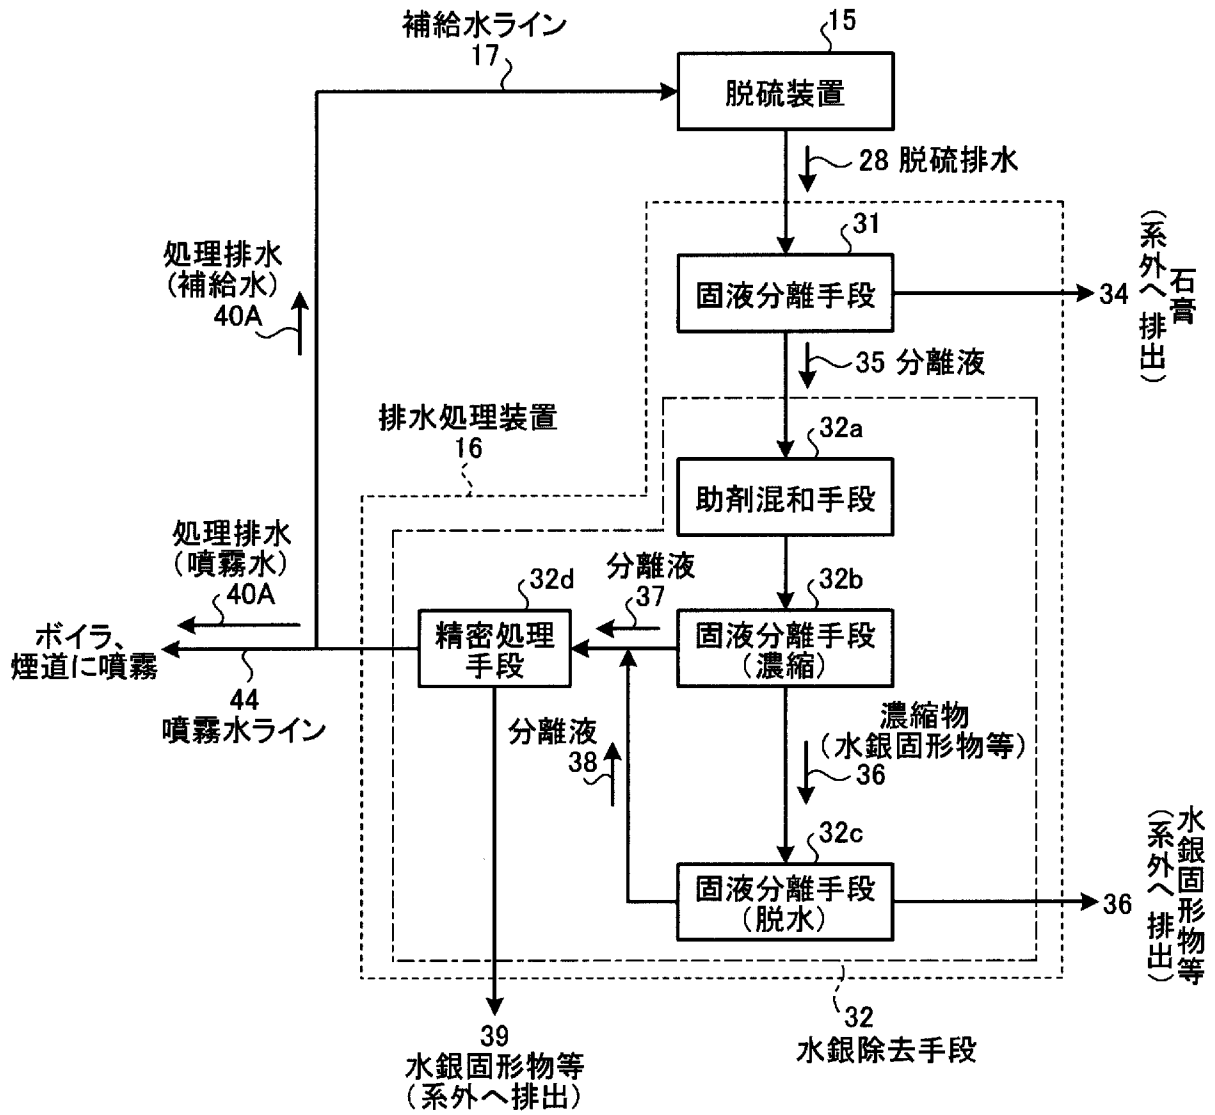 補給水ライン
17
15
脱硫装置
28 脱硫排水
31
固液分離手段
34
石膏
(系外へ排出)
処理排水
(補給水)
40A
35 分離液
排水処理装置
16
32a
助剤混和手段
処理排水
(噴霧水)
40A
ボイラ、
煙道に噴霧
44
噴霧水ライン
32d
精密処理
手段
分離液
37
32b
固液分離手段
(濃縮)
分離液
38
濃縮物
(水銀固形物等)
36
32c
固液分離手段
(脱水)
36
水銀固形物等
(系外へ排出)
39
水銀固形物等
(系外へ排出)
32
水銀除去手段